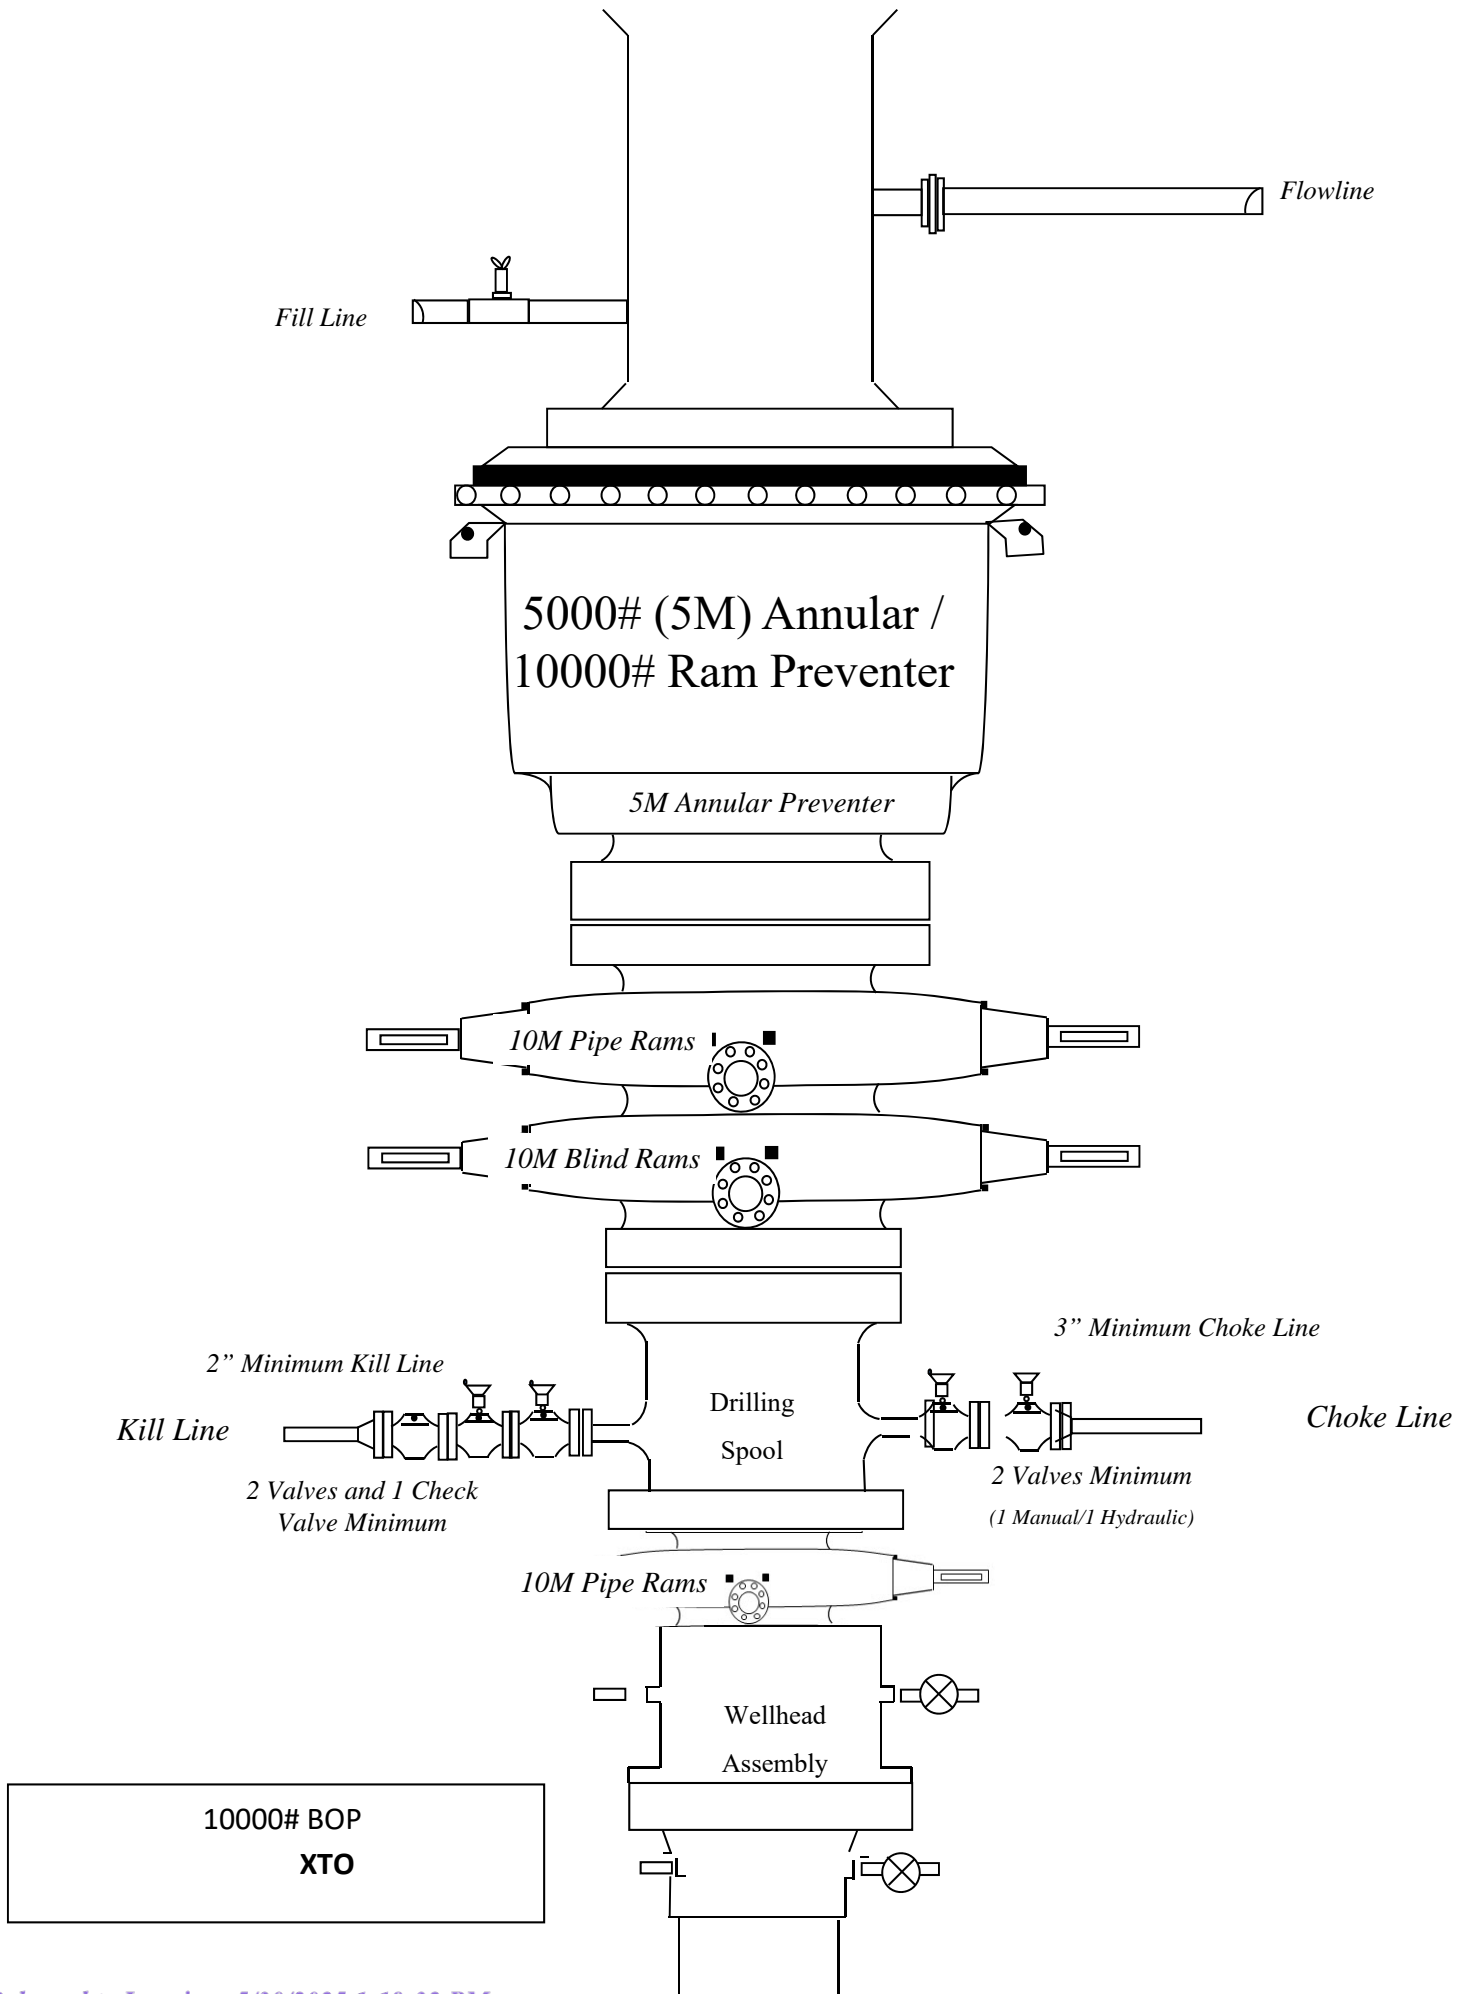 Flowline
Fill Line
5000# (5M) Annular /
10000# Ram Preventer
5M Annular Preventer
10M Pipe Rams
10M Blind Rams
3” Minimum Choke Line
2” Minimum Kill Line
Drilling
Spool
Kill Line
Choke Line
2 Valves and 1 Check
Valve Minimum
2 Valves Minimum
(1 Manual/1 Hydraulic)
10M Pipe Rams
Wellhead
Assembly
10000# BOP
XTO